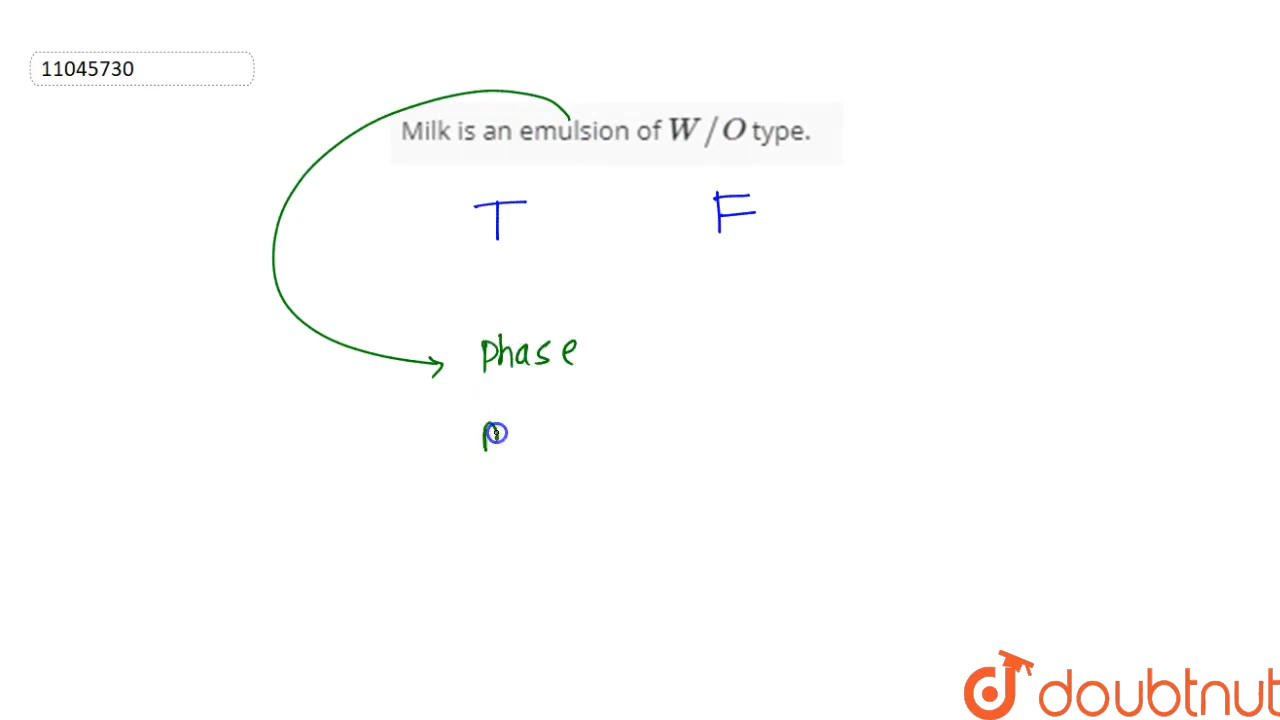 11045730
Milk is an emulsion of W/O type.
T F
Phase
doubtnut